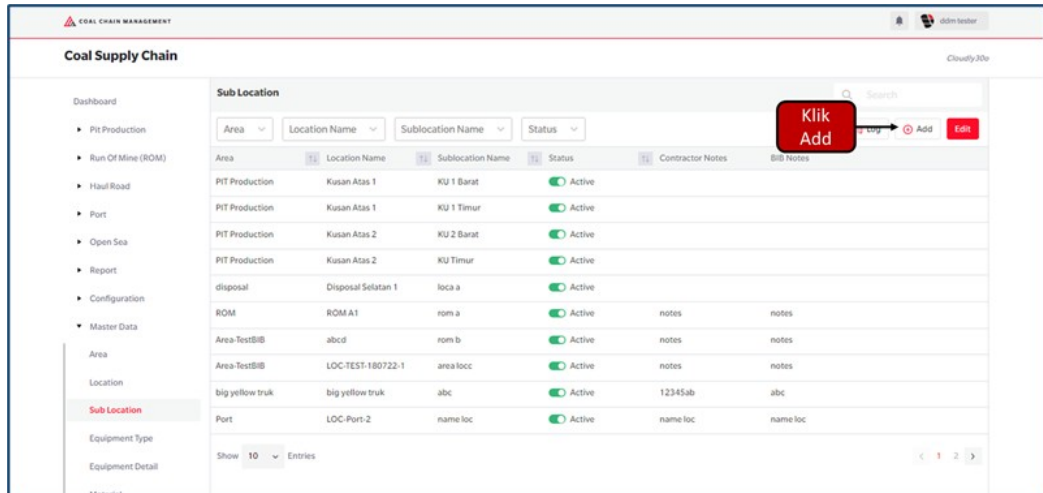 COAL CHAIN MANAGEMENT
ddm tester
Coal Supply Chain
Cloudly30o
Dashboard
Pit Production
Run Of Mine (ROM)
Haul Road
Port
Open Sea
Report
Configuration
Master Data
Area
Location
Sub Location
Equipment Type
Equipment Detail
Material
Sub Location
Search
Area Location Name Sublocation Name Status
Klik
Add
Log Add Edit
Area Location Name Sublocation Name Status Contractor Notes BIB Notes
PIT Production Kusan Atas 1 KU 1 Barat Active
PIT Production Kusan Atas 1 KU 1 Timur Active
PIT Production Kusan Atas 2 KU 2 Barat Active
PIT Production Kusan Atas 2 KU Timur Active
disposal Disposal Selatan 1 loca a Active
ROM ROM A1 rom a Active notes notes
Area-TestBIB abcd rom b Active notes notes
Area-TestBIB LOC-TEST-180722-1 area locc Active notes notes
big yellow truk big yellow truk abc Active 12345ab abc
Port LOC-Port-2 name loc Active name loc name loc
Show 10 Entries
1 2